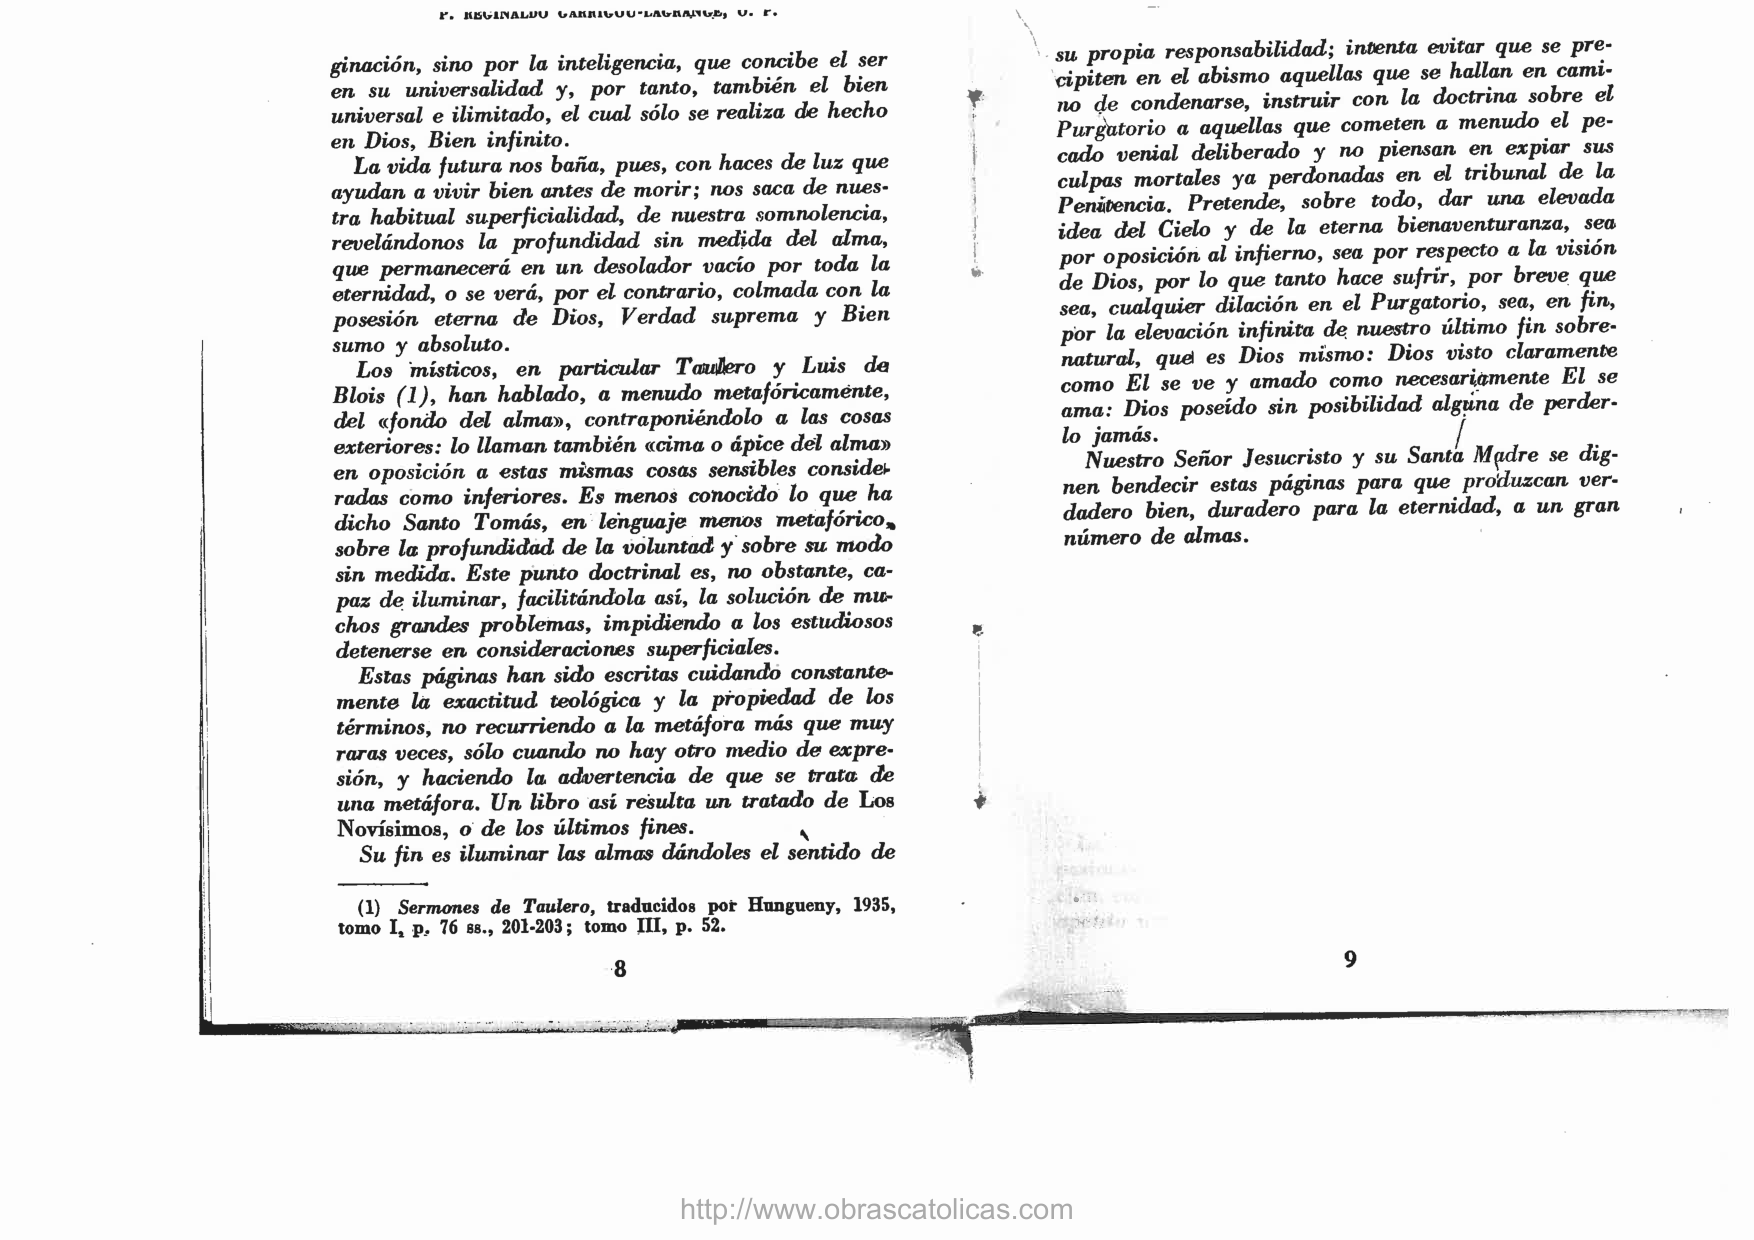 P. REGINALDO GARRIGOU-LAGRANGE, O. P.
ginación, sino por la inteligencia, que concibe el ser
en su universalidad y, por tanto, también el bien
universal e ilimitado, el cual sólo se realiza de hecho
en Dios, Bien infinito.
La vida futura nos baña, pues, con haces de luz que
ayudan a vivir bien antes de morir; nos saca de nues-
tra habitual superficialidad, de nuestra somnolencia,
revelándonos la profundidad sin medida del alma,
que permanecerá en un desolador vacío por toda la
eternidad, o se verá, por el contrario, colmada con la
posesión eterna de Dios, Verdad suprema y Bien
sumo y absoluto.
Los místicos, en particular Taulero y Luis de
Blois (1), han hablado, a menudo metafóricamente,
del «fondo del alma», contraponiéndolo a las cosas
exteriores: lo llaman también «cima o ápice del alma»
en oposición a estas mismas cosas sensibles conside-
radas como inferiores. Es menos conocido lo que ha
dicho Santo Tomás, en lenguaje menos metafórico,
sobre la profundidad de la voluntad y sobre su modo
sin medida. Este punto doctrinal es, no obstante, ca-
paz de iluminar, facilitándola así, la solución de mu-
chos grandes problemas, impidiendo a los estudiosos
detenerse en consideraciones superficiales.
Estas páginas han sido escritas cuidando constante-
mente la exactitud teológica y la propiedad de los
términos, no recurriendo a la metáfora más que muy
raras veces, sólo cuando no hay otro medio de expre-
sión, y haciendo la advertencia de que se trata de
una metáfora. Un libro así resulta un tratado de Los
Novísimos, o de los últimos fines.
Su fin es iluminar las almas dándoles el sentido de
(1) Sermones de Taulero, traducidos por Hungueny, 1935,
tomo I, p. 76 ss., 201-203; tomo III, p. 52.
8
su propia responsabilidad; intenta evitar que se pre-
cipiten en el abismo aquellas que se hallan en cami-
no de condenarse, instruir con la doctrina sobre el
Purgatorio a aquellas que cometen a menudo el pe-
cado venial deliberado y no piensan en expiar sus
culpas mortales ya perdonadas en el tribunal de la
Penitencia. Pretende, sobre todo, dar una elevada
idea del Cielo y de la eterna bienaventuranza, sea
por oposición al infierno, sea por respecto a la visión
de Dios, por lo que tanto hace sufrir, por breve que
sea, cualquier dilación en el Purgatorio, sea, en fin,
por la elevación infinita de nuestro último fin sobre-
natural, que es Dios mismo: Dios visto claramente
como El se ve y amado como necesariamente El se
ama: Dios poseído sin posibilidad alguna de perder-
lo jamás.
Nuestro Señor Jesucristo y su Santa Madre se dig-
nen bendecir estas páginas para que produzcan ver-
dadero bien, duradero para la eternidad, a un gran
número de almas.
9
http://www.obrascatolicas.com